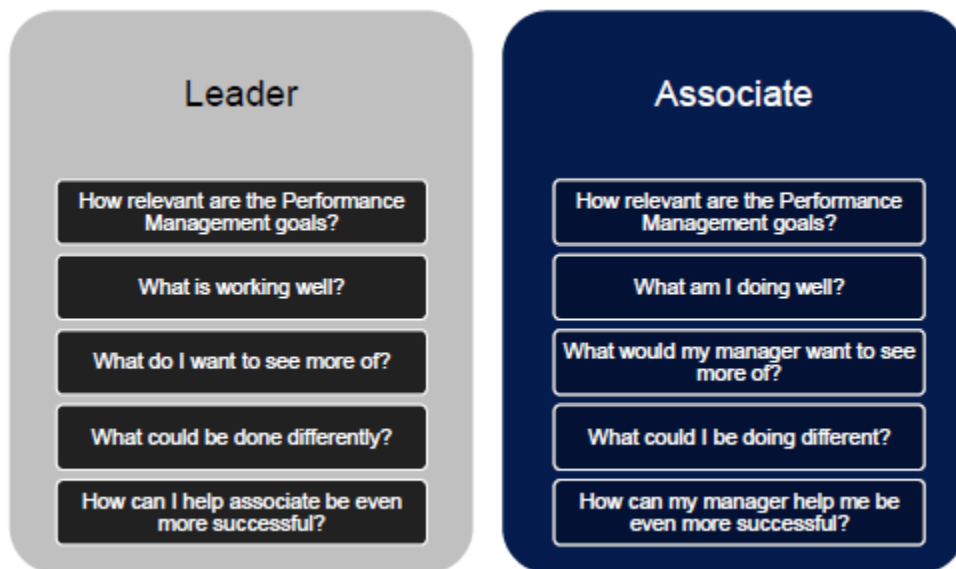 Leader
How relevant are the Performance
Management goals?
What is working well?
What do I want to see more of?
What could be done differently?
How can I help associate be even
more successful?
Associate
How relevant are the Performance
Management goals?
What am I doing well?
What would my manager want to see
more of?
What could I be doing different?
How can my manager help me be
even more successful?